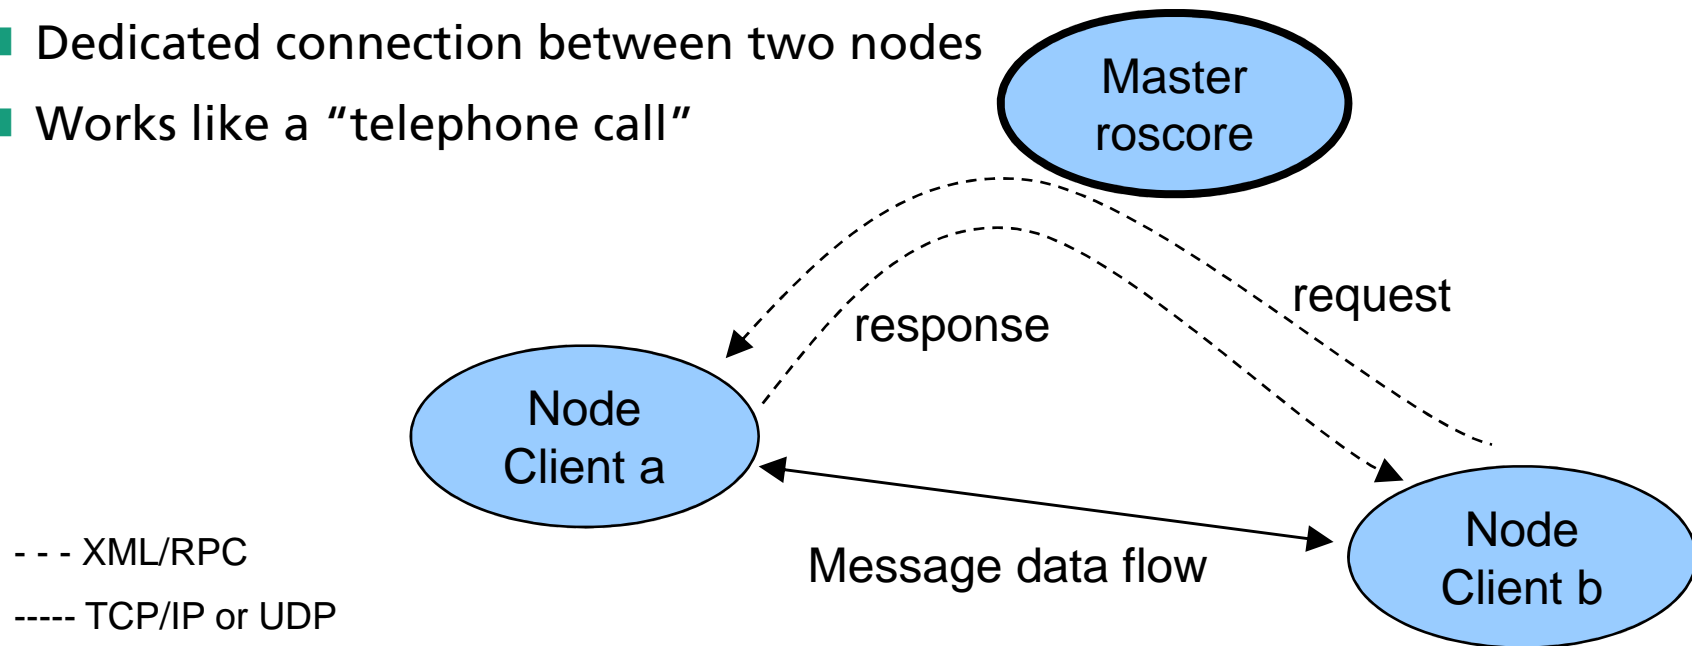 Dedicated connection between two nodes
Works like a “telephone call”
Master
roscore
request
response
Node
Client a
Message data flow
Node
Client b
- - - XML/RPC
----- TCP/IP or UDP